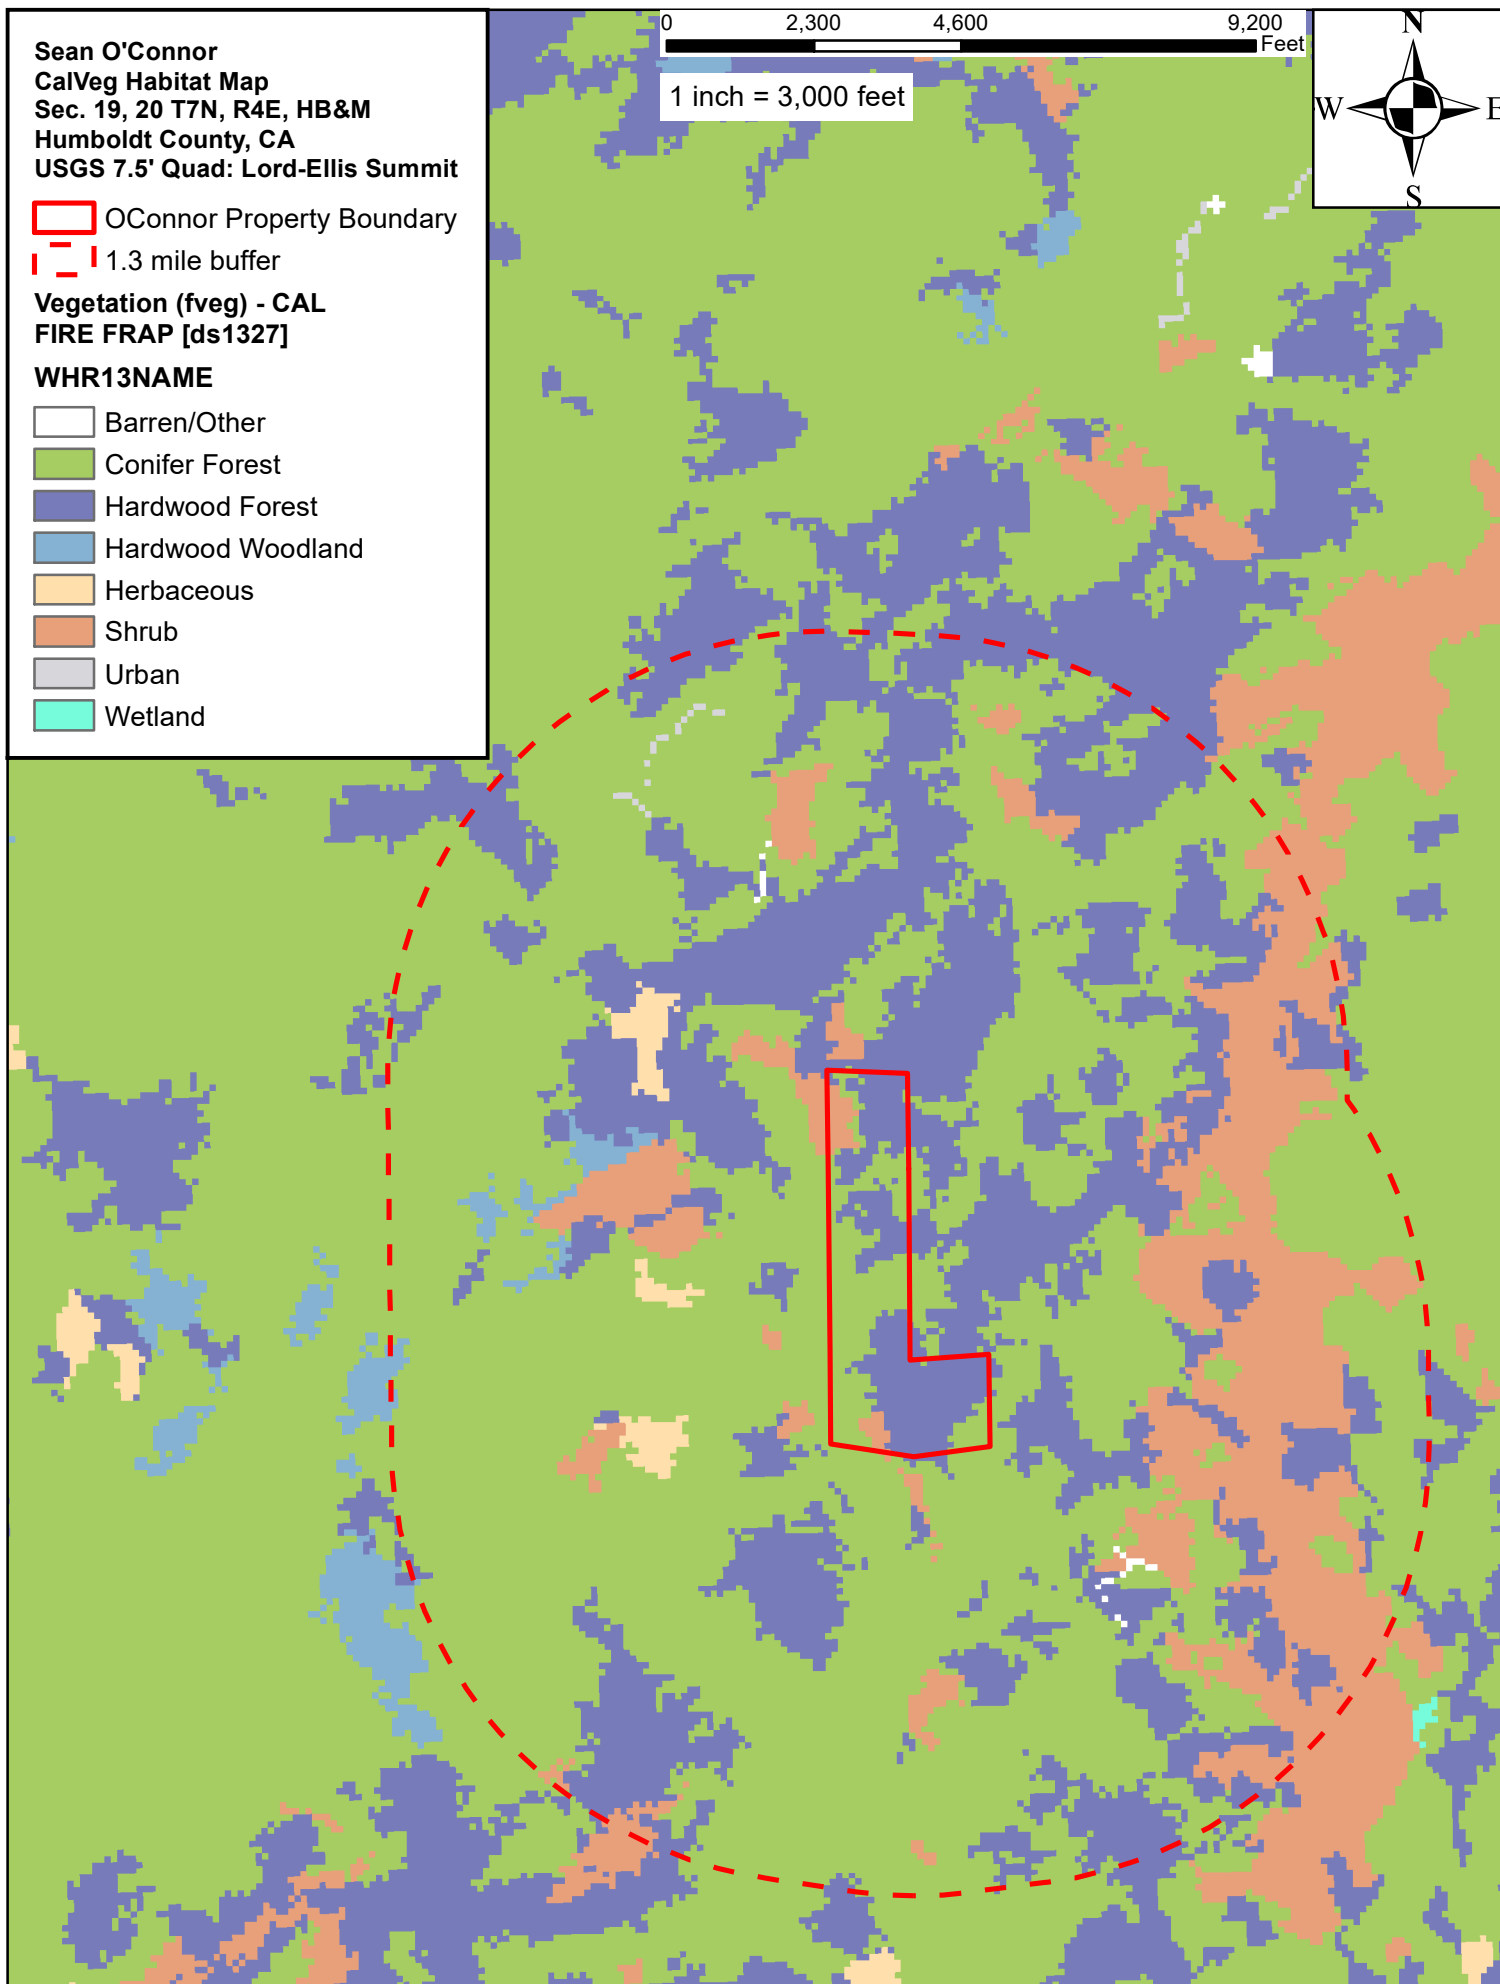 Sean O'Connor
CalVeg Habitat Map
Sec. 19, 20 T7N, R4E, HB&M
Humboldt County, CA
USGS 7.5' Quad: Lord-Ellis Summit
OConnor Property Boundary
1.3 mile buffer
Vegetation (fveg) - CAL
FIRE FRAP [ds1327]
WHR13NAME
Barren/Other
Conifer Forest
Hardwood Forest
Hardwood Woodland
Herbaceous
Shrub
Urban
Wetland
0 2,300 4,600 9,200
Feet
1 inch = 3,000 feet
N
W E
S